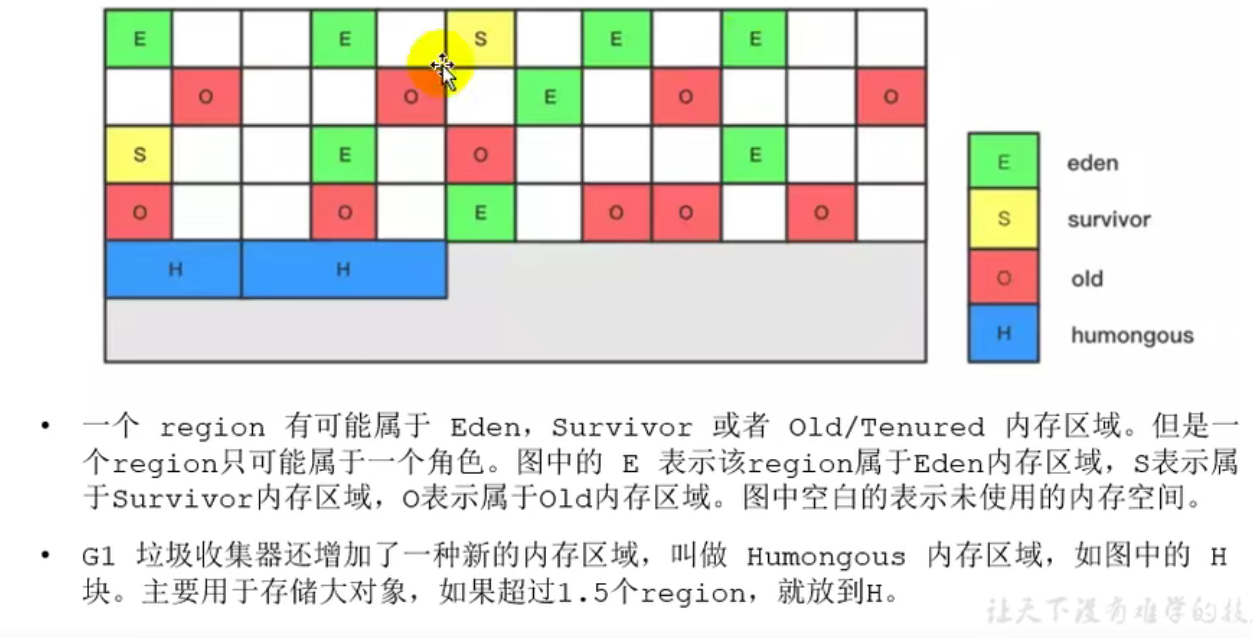 E E S E E
O O E O O
S E O E
O O E O O O
H H
E eden
S survivor
O old
H humongous
• 一个 region 有可能属于 Eden，Survivor 或者 Old/Tenured 内存区域。但是一
个region只可能属于一个角色。图中的 E 表示该region属于Eden内存区域，S表示属
于Survivor内存区域，O表示属于Old内存区域。图中空白的表示未使用的内存空间。
• G1 垃圾收集器还增加了一种新的内存区域，叫做 Humongous 内存区域，如图中的 H
块。主要用于存储大对象，如果超过1.5个region，就放到H。
让天下没有难学的技